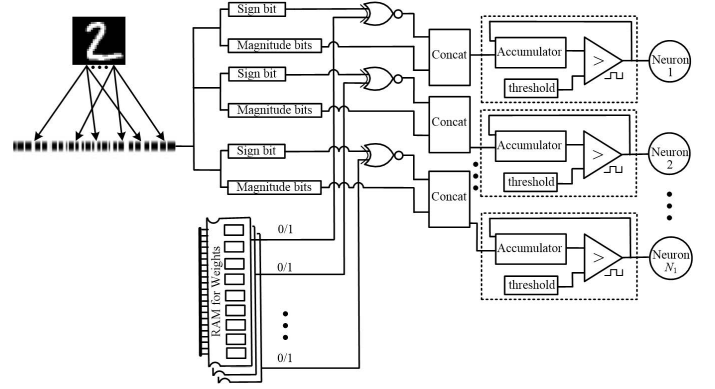 2
Sign bit
Magnitude bits
Concat
Accumulator
>
threshold
Neuron
1
Sign bit
Magnitude bits
Concat
Accumulator
>
threshold
Neuron
2
Sign bit
Magnitude bits
Concat
Accumulator
>
threshold
Neuron
N1
RAM for Weights
0/1
0/1
0/1